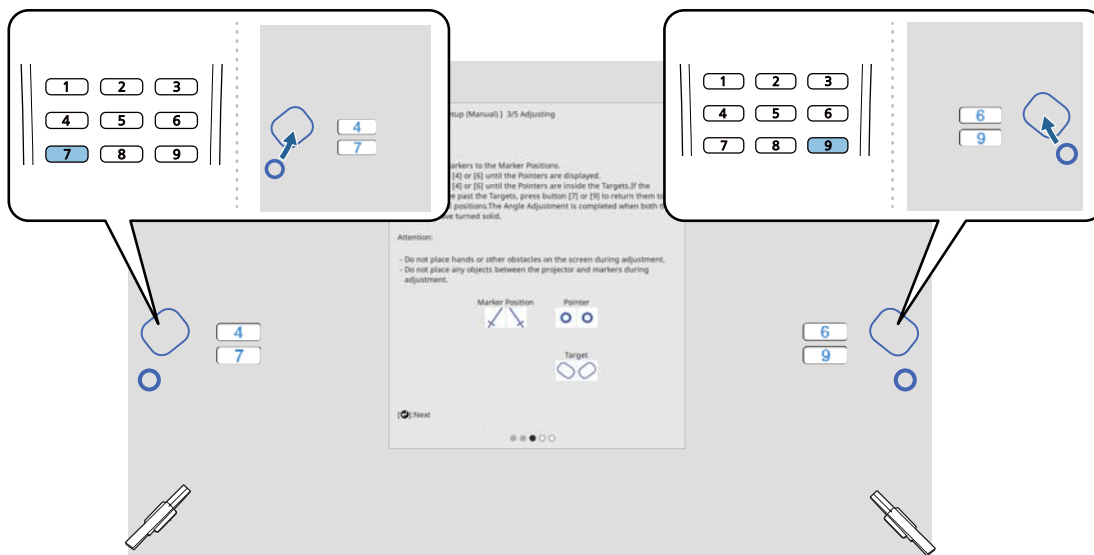 1 2 3
4 5 6
7 8 9
4
7
1 2 3
4 5 6
7 8 9
6
9
(Manual) ] 3/5 Adjusting
to the Marker Positions.
[4] or [6] until the Pointers are displayed.
[4] or [6] until the Pointers are inside the Targets.If the
past the Targets, press button [7] or [9] to return them to
positions.The Angle Adjustment is completed when both
turned solid.
Attention:
- Do not place hands or other obstacles on the screen during adjustment.
- Do not place any objects between the projector and markers during
adjustment.
Marker Position Pointer
Target
[ ]:Next
4
7
6
9